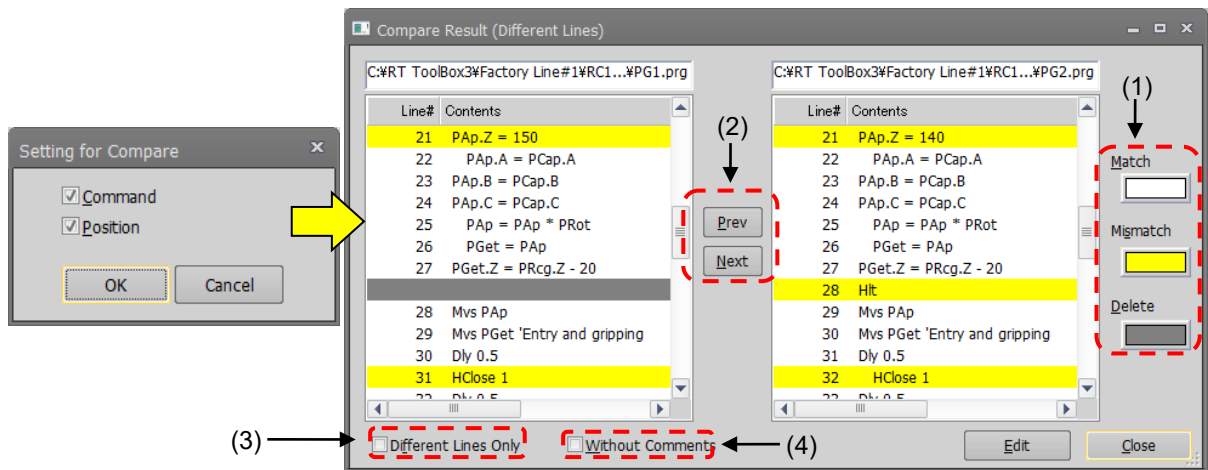 Setting for Compare
Command
Position
OK Cancel
Compare Result (Different Lines)
C:¥RT ToolBox3¥Factory Line#1¥RC1...¥PG1.prg
Line# Contents
21 PAp.Z = 150
22 PAp.A = PCap.A
23 PAp.B = PCap.B
24 PAp.C = PCap.C
25 PAp = PAp * PRot
26 PGet = PAp
27 PGet.Z = PRcg.Z - 20
28 Mvs PAp
29 Mvs PGet 'Entry and gripping
30 Dly 0.5
31 HClose 1
(2)
Prev
Next
C:¥RT ToolBox3¥Factory Line#1¥RC1...¥PG2.prg
Line# Contents
21 PAp.Z = 140
22 PAp.A = PCap.A
23 PAp.B = PCap.B
24 PAp.C = PCap.C
25 PAp = PAp * PRot
26 PGet = PAp
27 PGet.Z = PRcg.Z - 20
28 Hlt
29 Mvs PAp
30 Mvs PGet 'Entry and gripping
31 Dly 0.5
32 HClose 1
(1)
Match
Mismatch
Delete
(3)
Different Lines Only
Without Comments
(4)
Edit
Close